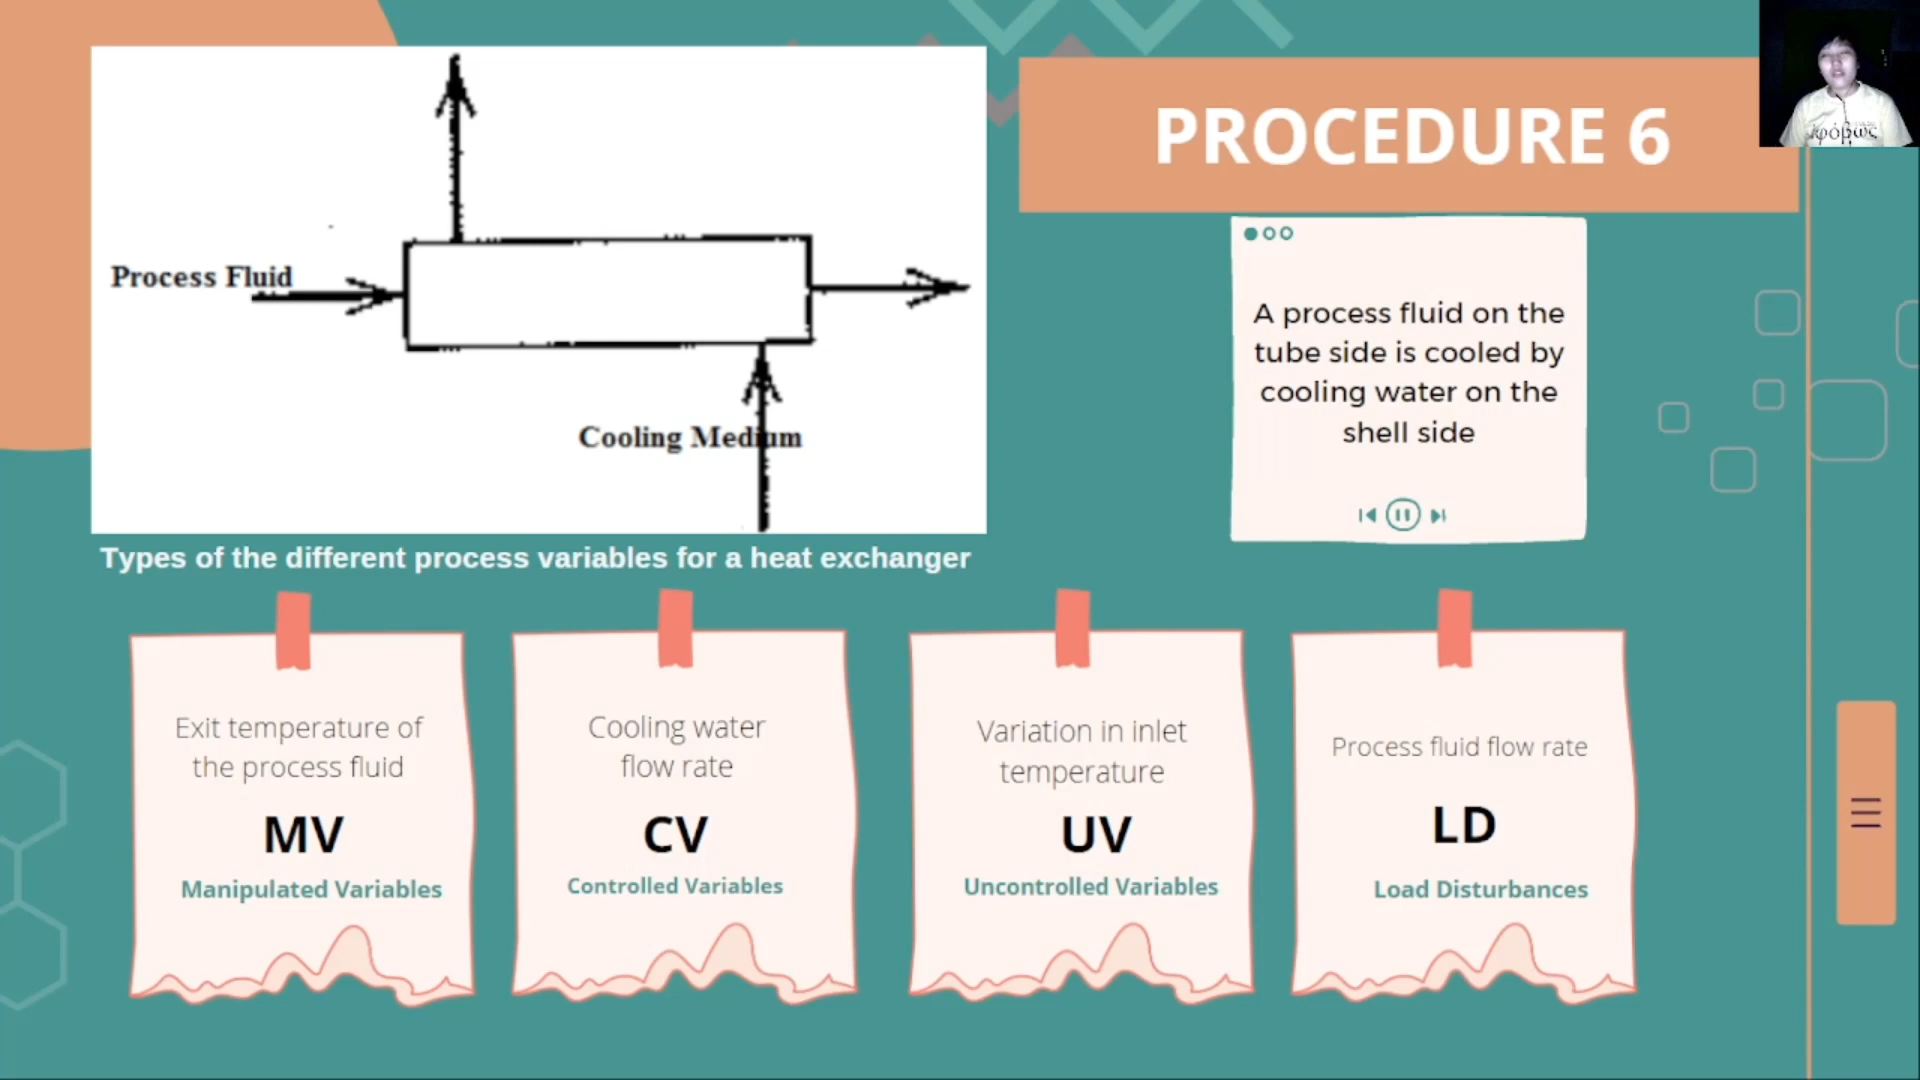 PROCEDURE 6
Process Fluid
Cooling Medium
Types of the different process variables for a heat exchanger
A process fluid on the
tube side is cooled by
cooling water on the
shell side
Exit temperature of
the process fluid
MV
Manipulated Variables
Cooling water
flow rate
CV
Controlled Variables
Variation in inlet
temperature
UV
Uncontrolled Variables
Process fluid flow rate
LD
Load Disturbances